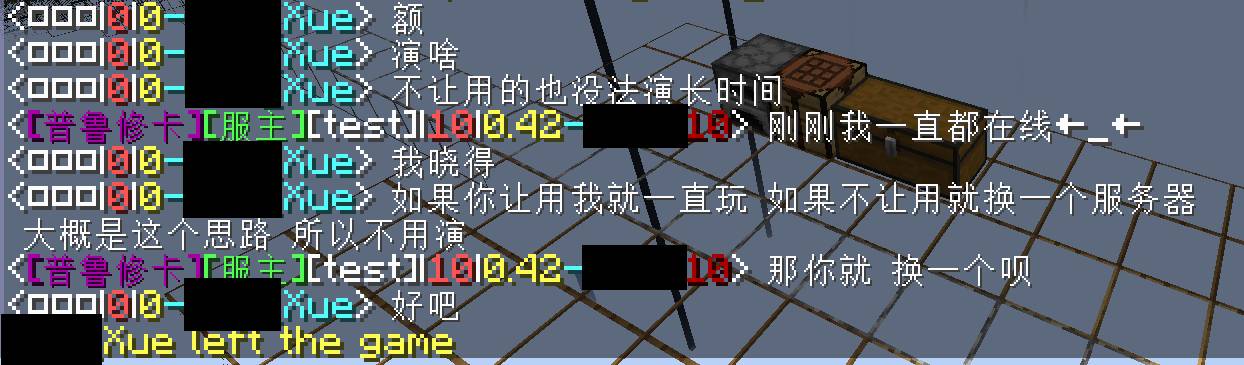 <□□□|0|0-Xue> 额
<□□□|0|0-Xue> 演啥
<□□□|0|0-Xue> 不让用的也没法演长时间
<[普鲁修卡][服主][test]|10|0.42-10> 刚刚我一直都在线←_←
<□□□|0|0-Xue> 我晓得
<□□□|0|0-Xue> 如果你让用我就一直玩 如果不让用就换一个服务器
大概是这个思路 所以不用演
<[普鲁修卡][服主][test]|10|0.42-10> 那你就 换一个呗
<□□□|0|0-Xue> 好吧
Xue left the game